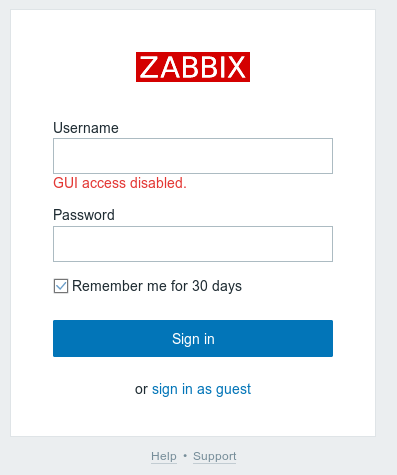 ZABBIX
Username
GUI access disabled.
Password
Remember me for 30 days
Sign in
or sign in as guest
Help • Support